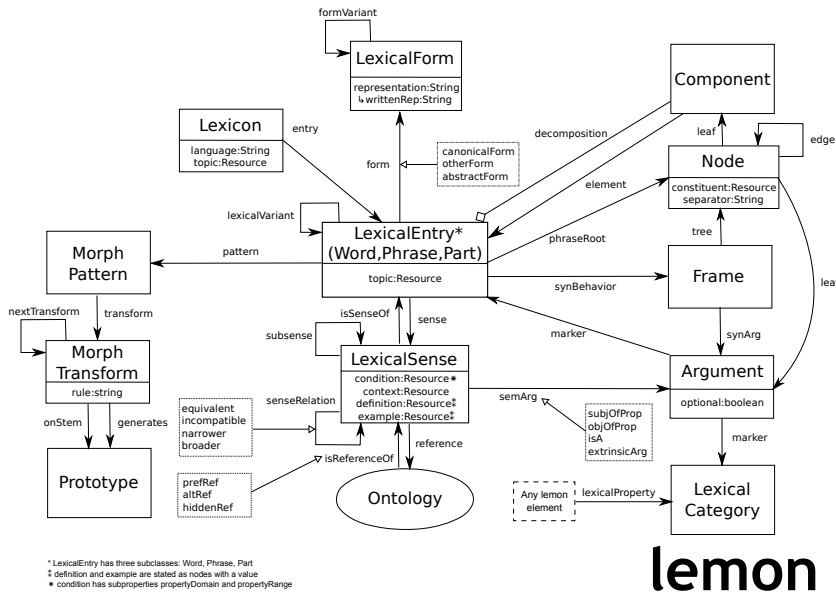 formVariant
LexicalForm
representation:String
↳writtenRep:String
Component
Lexicon
language:String
topic:Resource
entry
decomposition
leaf
edge
form
canonicalForm
otherForm
abstractForm
element
Node
constituent:Resource
separator:String
lexicalVariant
LexicalEntry*
(Word,Phrase,Part)
topic:Resource
phraseRoot
tree
Morph
Pattern
pattern
Frame
synBehavior
lea
nextTransform
transform
isSenseOf
sense
marker
synArg
subsense
Morph
Transform
rule:string
LexicalSense
condition:Resource*
context:Resource
definition:Resource‡
example:Resource‡
Argument
optional:boolean
semArg
senseRelation
equivalent
incompatible
narrower
broader
subjOfProp
objOfProp
isA
extrinsicArg
onStem
generates
marker
reference
isReferenceOf
Prototype
prefRef
altRef
hiddenRef
Ontology
Any lemon
element
lexicalProperty
Lexical
Category
* LexicalEntry has three subclasses: Word, Phrase, Part
‡ definition and example are stated as nodes with a value
* condition has subproperties propertyDomain and propertyRange
lemon